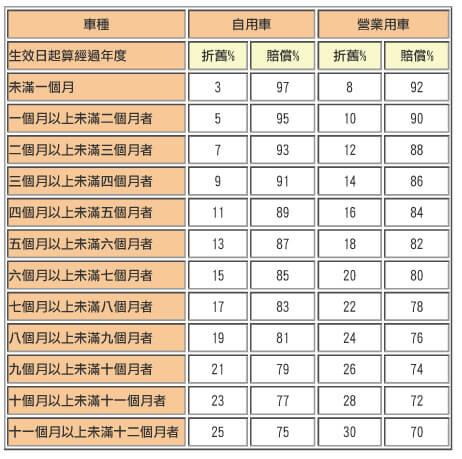 車種 自用車 營業用車
生效日起算經過年度 折舊% 賠償% 折舊% 賠償%
未滿一個月 3 97 8 92
一個月以上未滿二個月者 5 95 10 90
二個月以上未滿三個月者 7 93 12 88
三個月以上未滿四個月者 9 91 14 86
四個月以上未滿五個月者 11 89 16 84
五個月以上未滿六個月者 13 87 18 82
六個月以上未滿七個月者 15 85 20 80
七個月以上未滿八個月者 17 83 22 78
八個月以上未滿九個月者 19 81 24 76
九個月以上未滿十個月者 21 79 26 74
十個月以上未滿十一個月者 23 77 28 72
十一個月以上未滿十二個月者 25 75 30 70